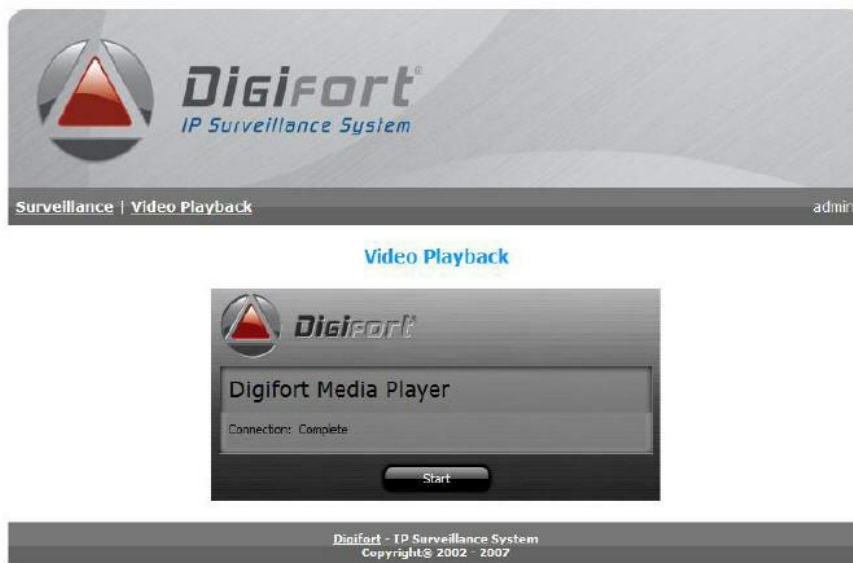 Digifort®
IP Surveillance System
Surveillance | Video Playback
admin
Video Playback
Digifort®
Digifort Media Player
Connection: Complete
Start
Digifort - IP Surveillance System
Copyright® 2002 - 2007